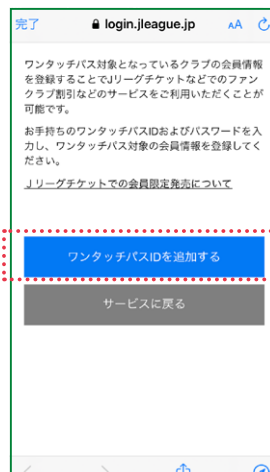 完了 login.jleague.jp AA
ワンタッチパス対象となっているクラブの会員情報
を登録することでJリーグチケットなどでのファン
クラブ割引などのサービスをご利用いただくことが
可能です。
お手持ちのワンタッチパスIDおよびパスワードを入
力し、ワンタッチパス対象の会員情報を登録してく
ださい。
Jリーグチケットでの会員限定発売について
ワンタッチパスIDを追加する
サービスに戻る